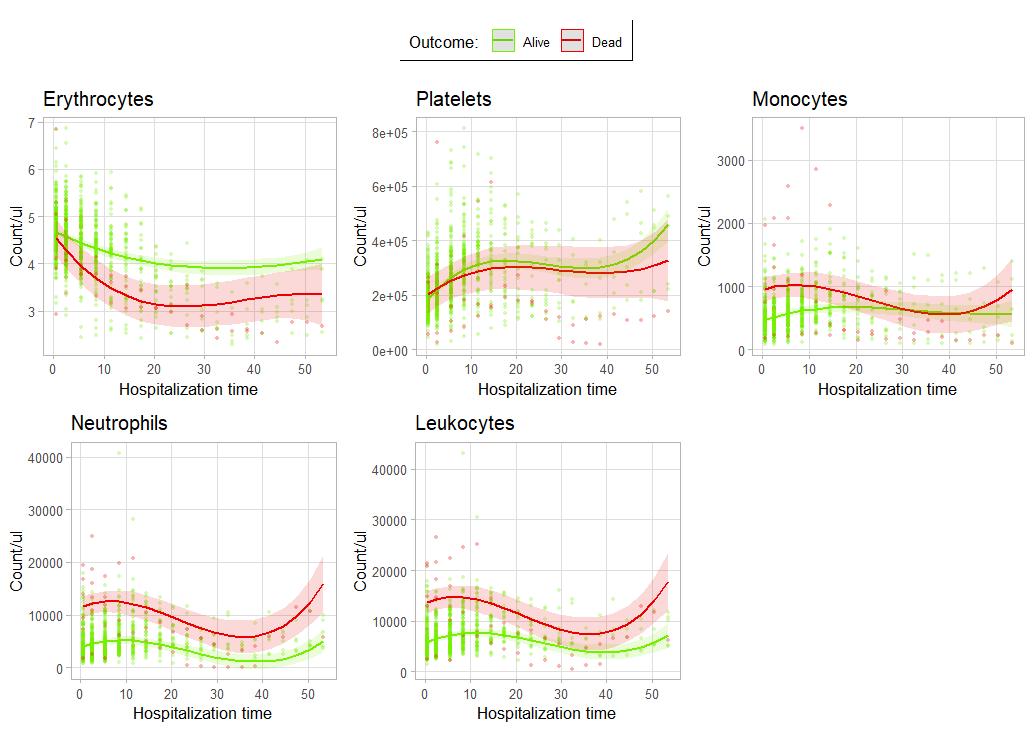 Outcome: Alive Dead
Erythrocytes
Platelets
Monocytes
7
6
5
4
3
Count/ul
0 10 20 30 40 50
Hospitalization time
8e+05
6e+05
4e+05
2e+05
0e+00
Count/ul
0 10 20 30 40 50
Hospitalization time
3000
2000
1000
0
Count/ul
0 10 20 30 40 50
Hospitalization time
Neutrophils
Leukocytes
40000
30000
20000
10000
0
Count/ul
0 10 20 30 40 50
Hospitalization time
40000
30000
20000
10000
0
Count/ul
0 10 20 30 40 50
Hospitalization time